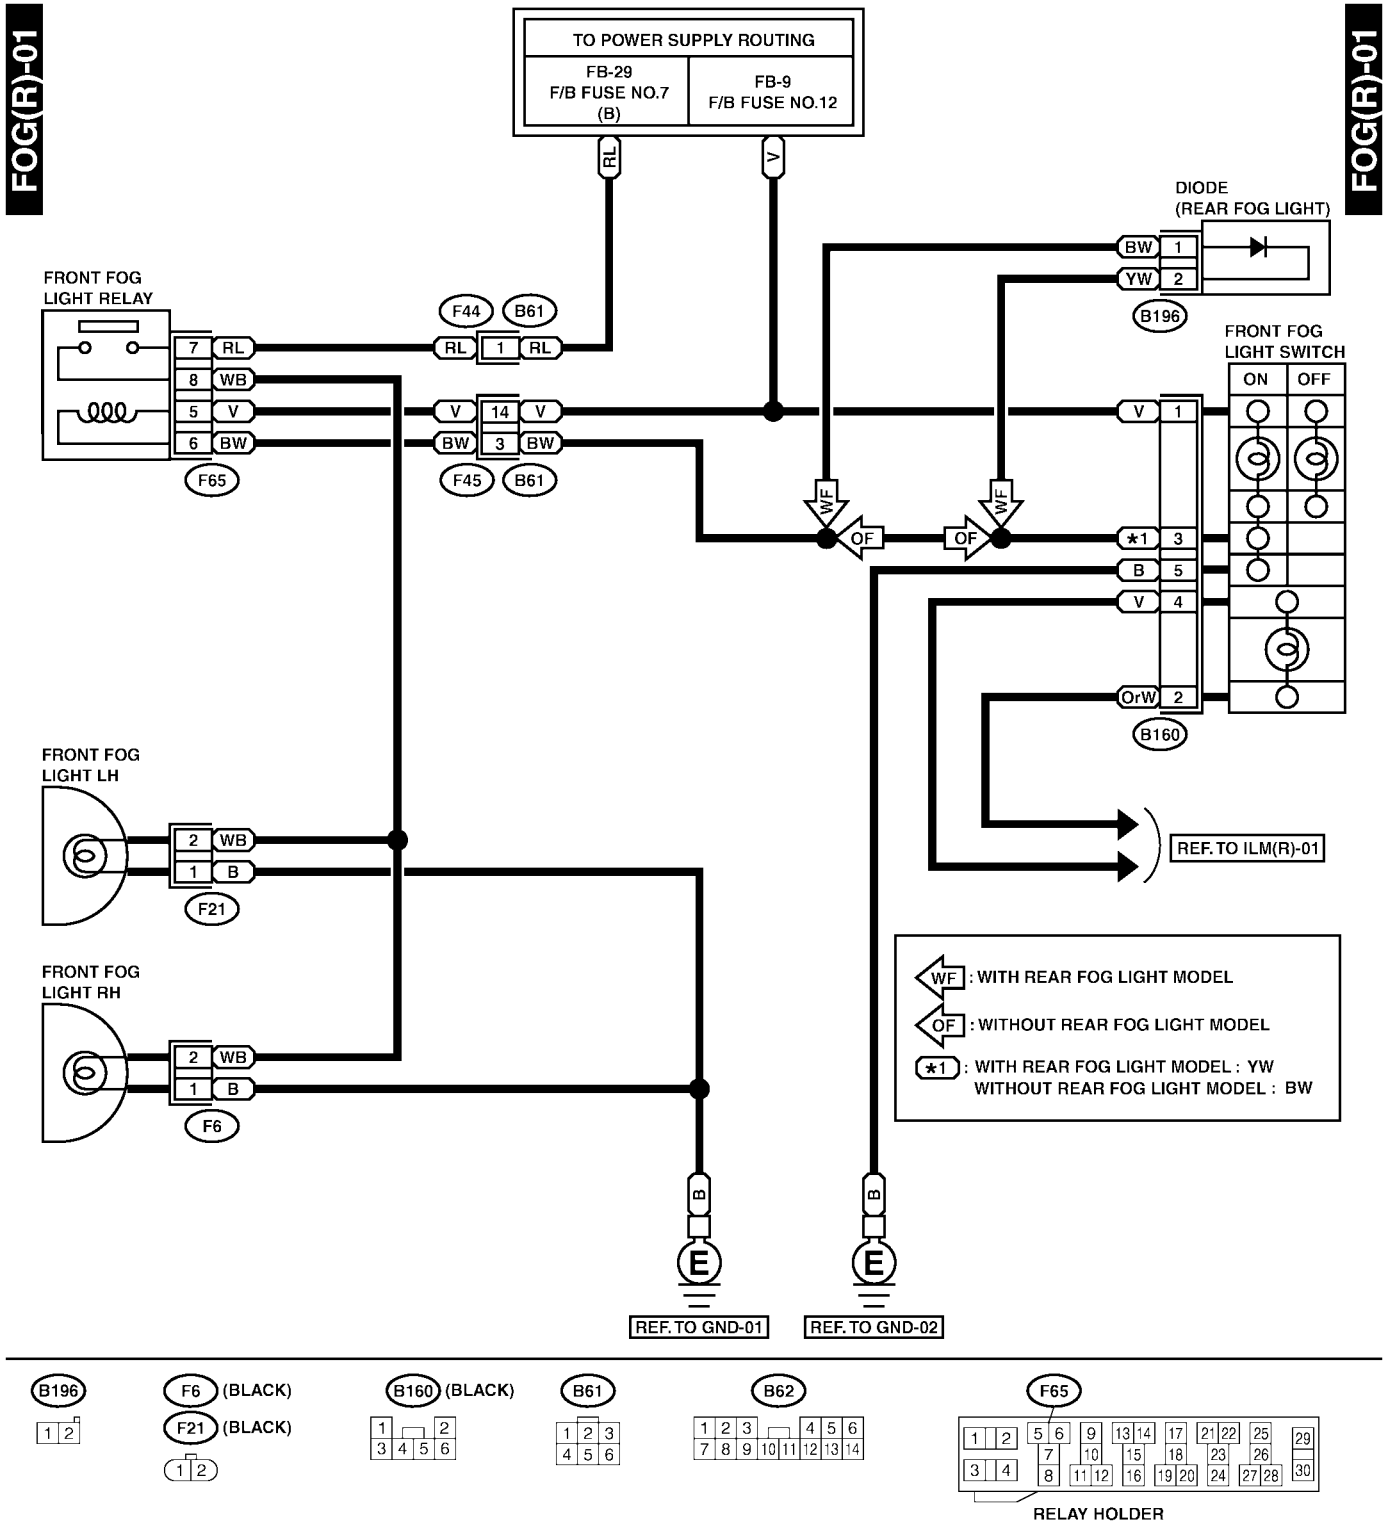 FOG(R)-01
FOG(R)-01
TO POWER SUPPLY ROUTING
FB-29
F/B FUSE NO.7
(B)
FB-9
F/B FUSE NO.12
RL
V
DIODE
(REAR FOG LIGHT)
BW 1
YW 2
B196
FRONT FOG
LIGHT RELAY
F44 B61
7 RL
RL 1 RL
8 WB
5 V
V 14 V
6 BW
BW 3 BW
F65
F45 B61
FRONT FOG
LIGHT SWITCH
ON OFF
V 1
WF
WF
OF
OF
*1 3
B 5
V 4
OrW 2
B160
FRONT FOG
LIGHT LH
2 WB
1 B
F21
REF. TO ILM(R)-01
FRONT FOG
LIGHT RH
2 WB
1 B
F6
WF : WITH REAR FOG LIGHT MODEL
OF : WITHOUT REAR FOG LIGHT MODEL
*1 : WITH REAR FOG LIGHT MODEL : YW
WITHOUT REAR FOG LIGHT MODEL : BW
B
B
E
E
REF. TO GND-01
REF. TO GND-02
B196
1 2
F6 (BLACK)
F21 (BLACK)
1 2
B160 (BLACK)
1 2
3 4 5 6
B61
1 2 3
4 5 6
B62
1 2 3 4 5 6
7 8 9 10 11 12 13 14
F65
1 2 5 6 9 13 14 17 21 22 25 29
7 10 15 18 23 26
3 4 8 11 12 16 19 20 24 27 28 30
RELAY HOLDER